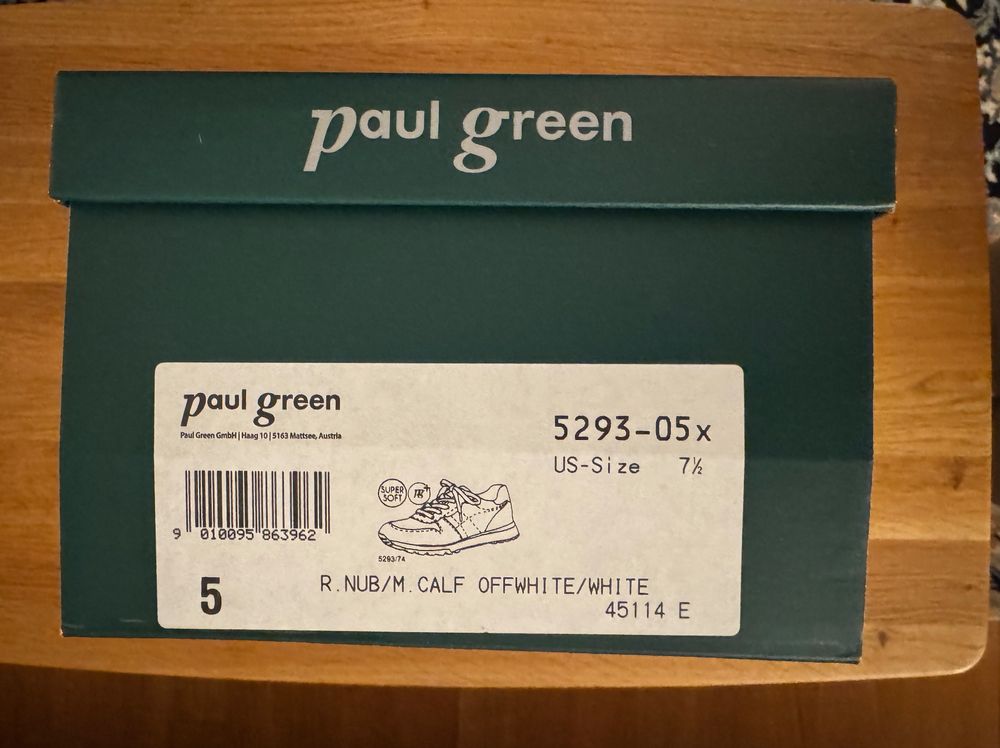 paul green
paul green
Paul Green GmbH | Haag 10 | 5163 Mattsee, Austria
5293-05x
US-Size 7½
SUPER
SOFT
9 010095 863962
5293/74
5
R.NUB/M.CALF OFFWHITE/WHITE
45114 E